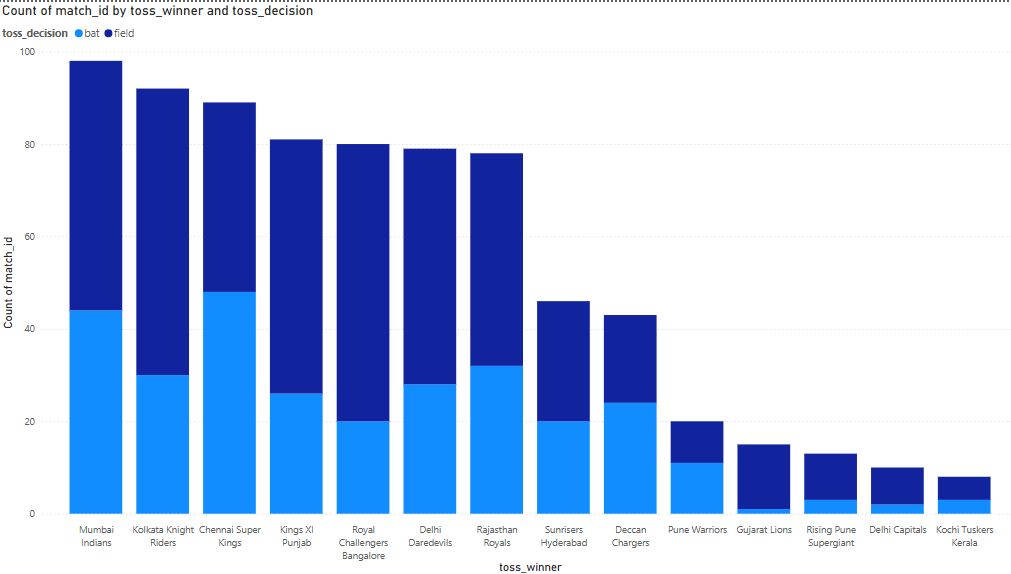 Count of match_id by toss_winner and toss_decision
toss_decision bat field
100
80
60
40
20
0
Count of match_id
Mumbai Indians
Kolkata Knight Riders
Chennai Super Kings
Kings XI Punjab
Royal Challengers Bangalore
Delhi Daredevils
Rajasthan Royals
Sunrisers Hyderabad
Deccan Chargers
Pune Warriors
Gujarat Lions
Rising Pune Supergiant
Delhi Capitals
Kochi Tuskers Kerala
toss_winner